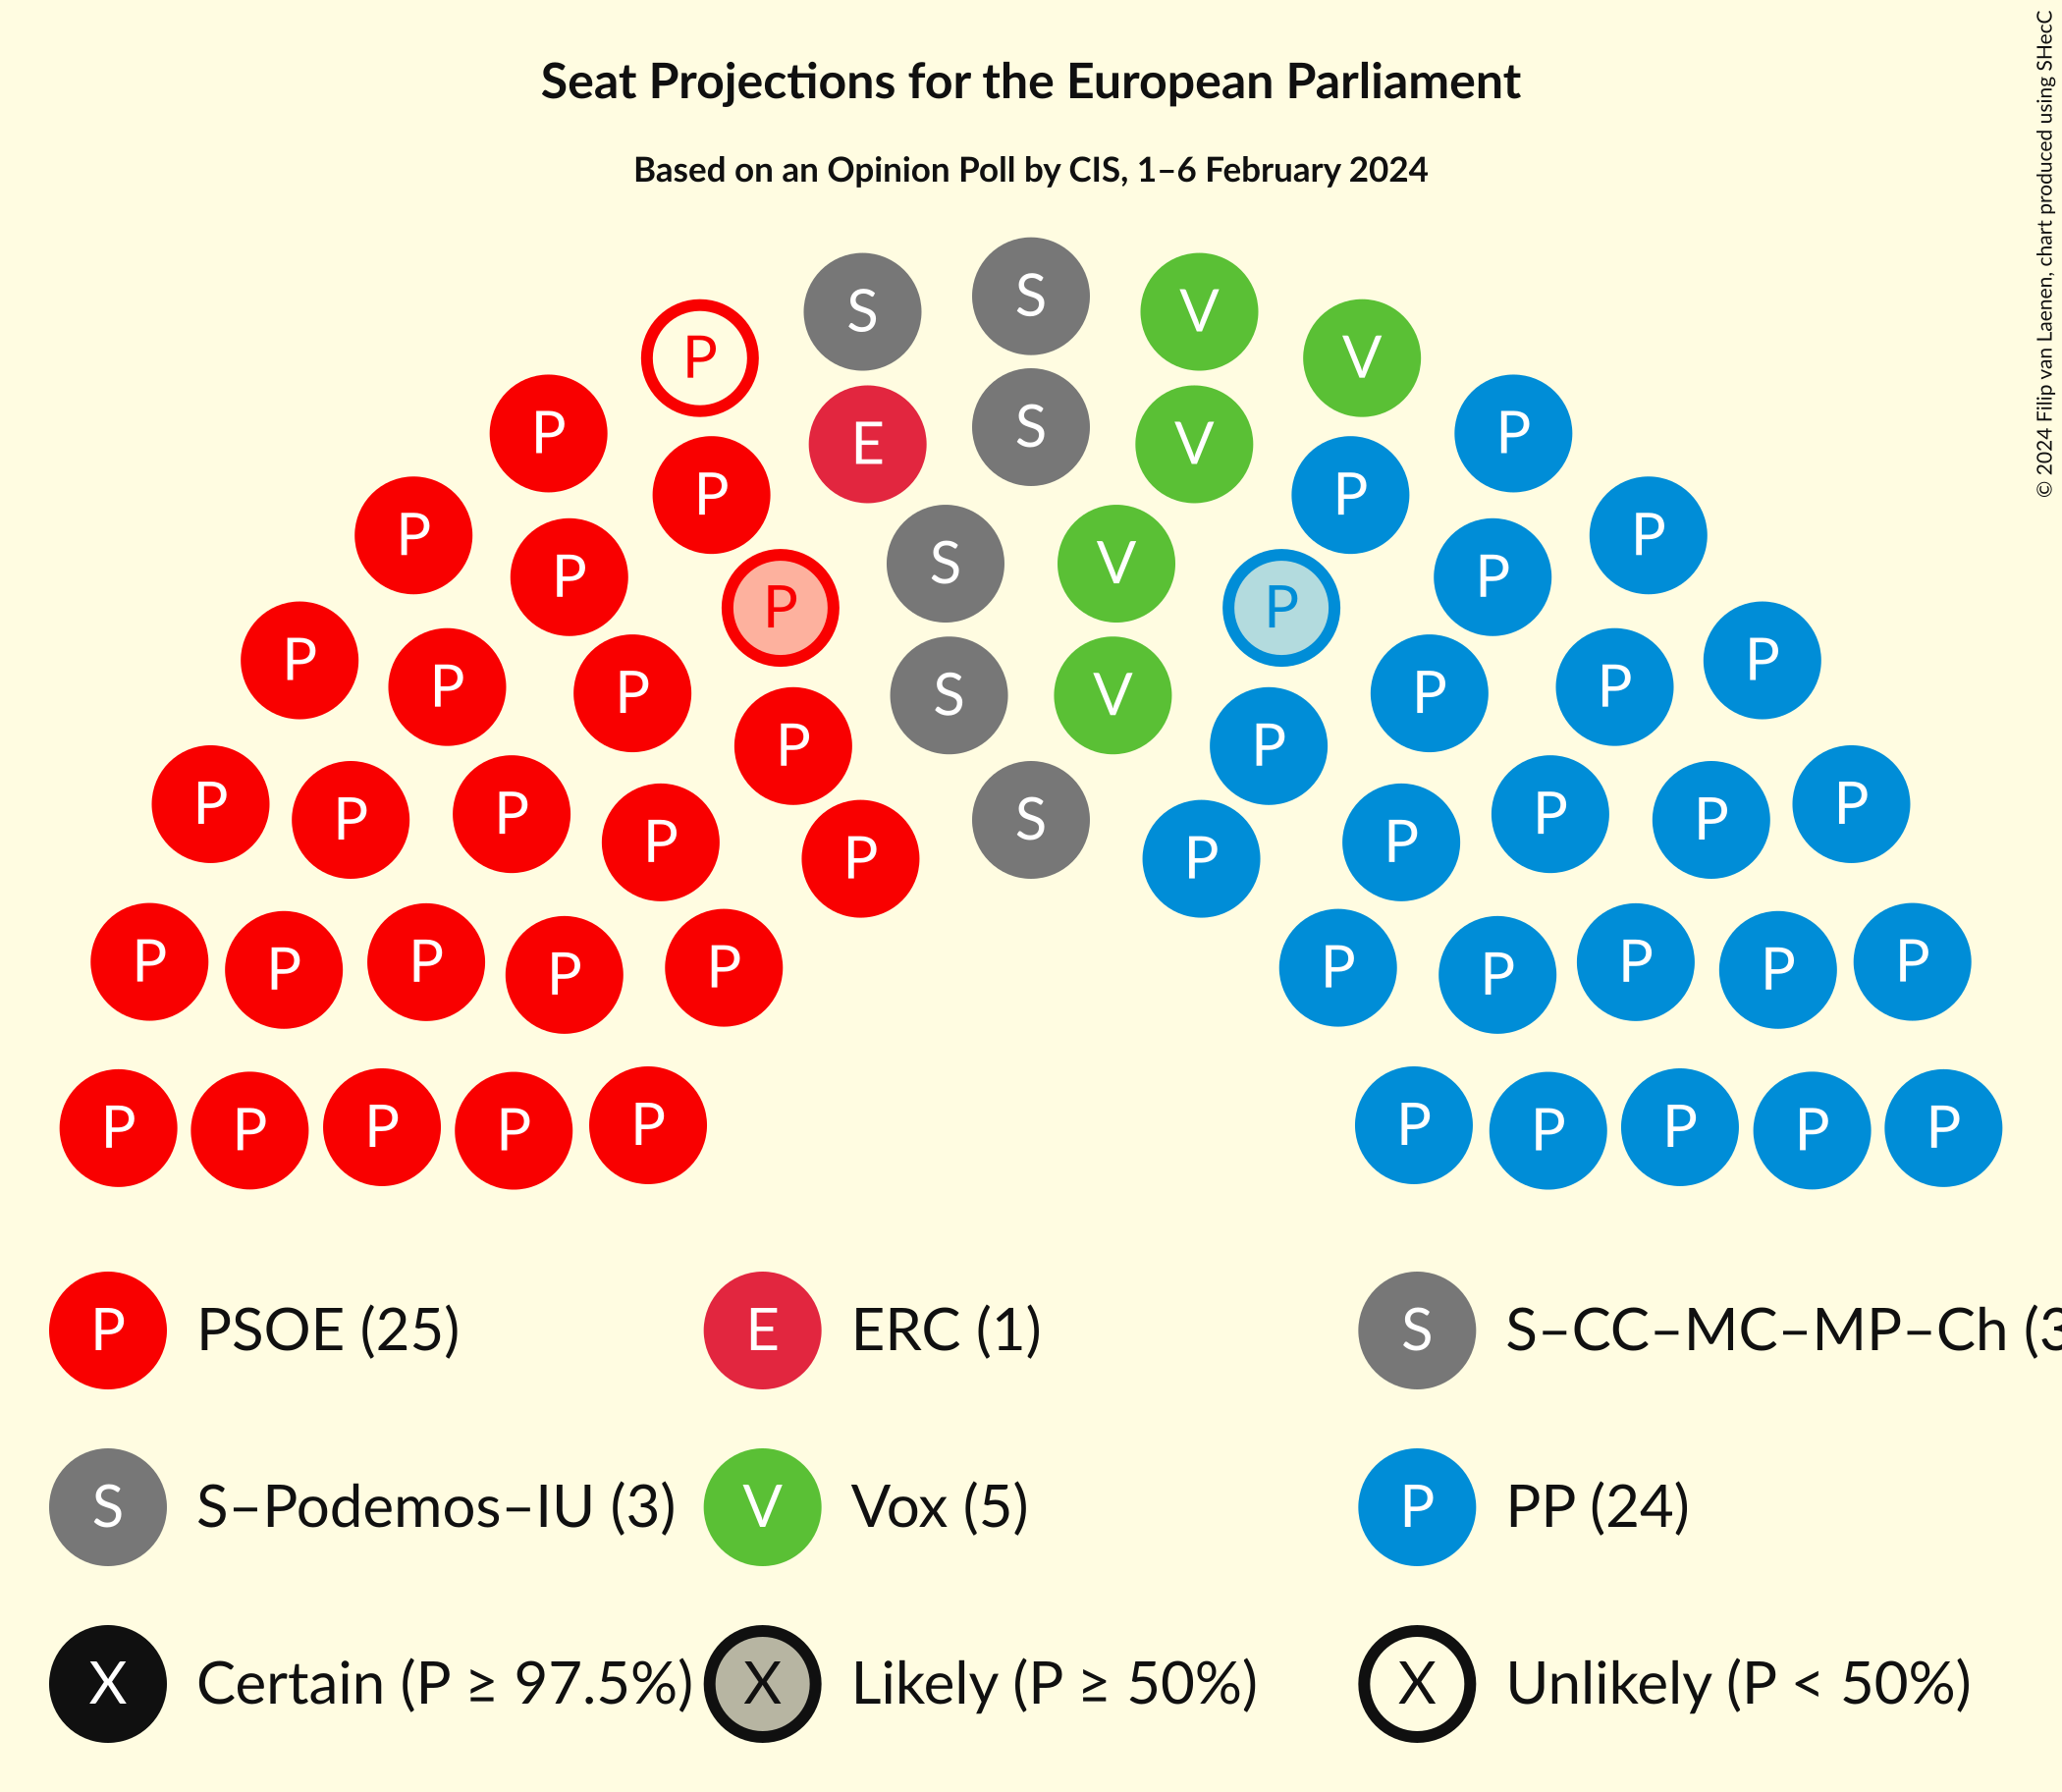 Seat Projections for the European Parliament
Based on an Opinion Poll by CIS, 1–6 February 2024
© 2024 Filip van Laenen, chart produced using SHecC
S S V V
P
E S V
P P P
P P S V P P P
P P P P P P
P P S V P P
P P P P P P
P P P P P S P P P P P
P P P P P P P P P P
P P P P P P P P P P
P PSOE (25) E ERC (1) S S–CC–MC–MP–Ch (3
S S–Podemos–IU (3) V Vox (5) P PP (24)
X Certain (P ≥ 97.5%) X Likely (P ≥ 50%) X Unlikely (P < 50%)